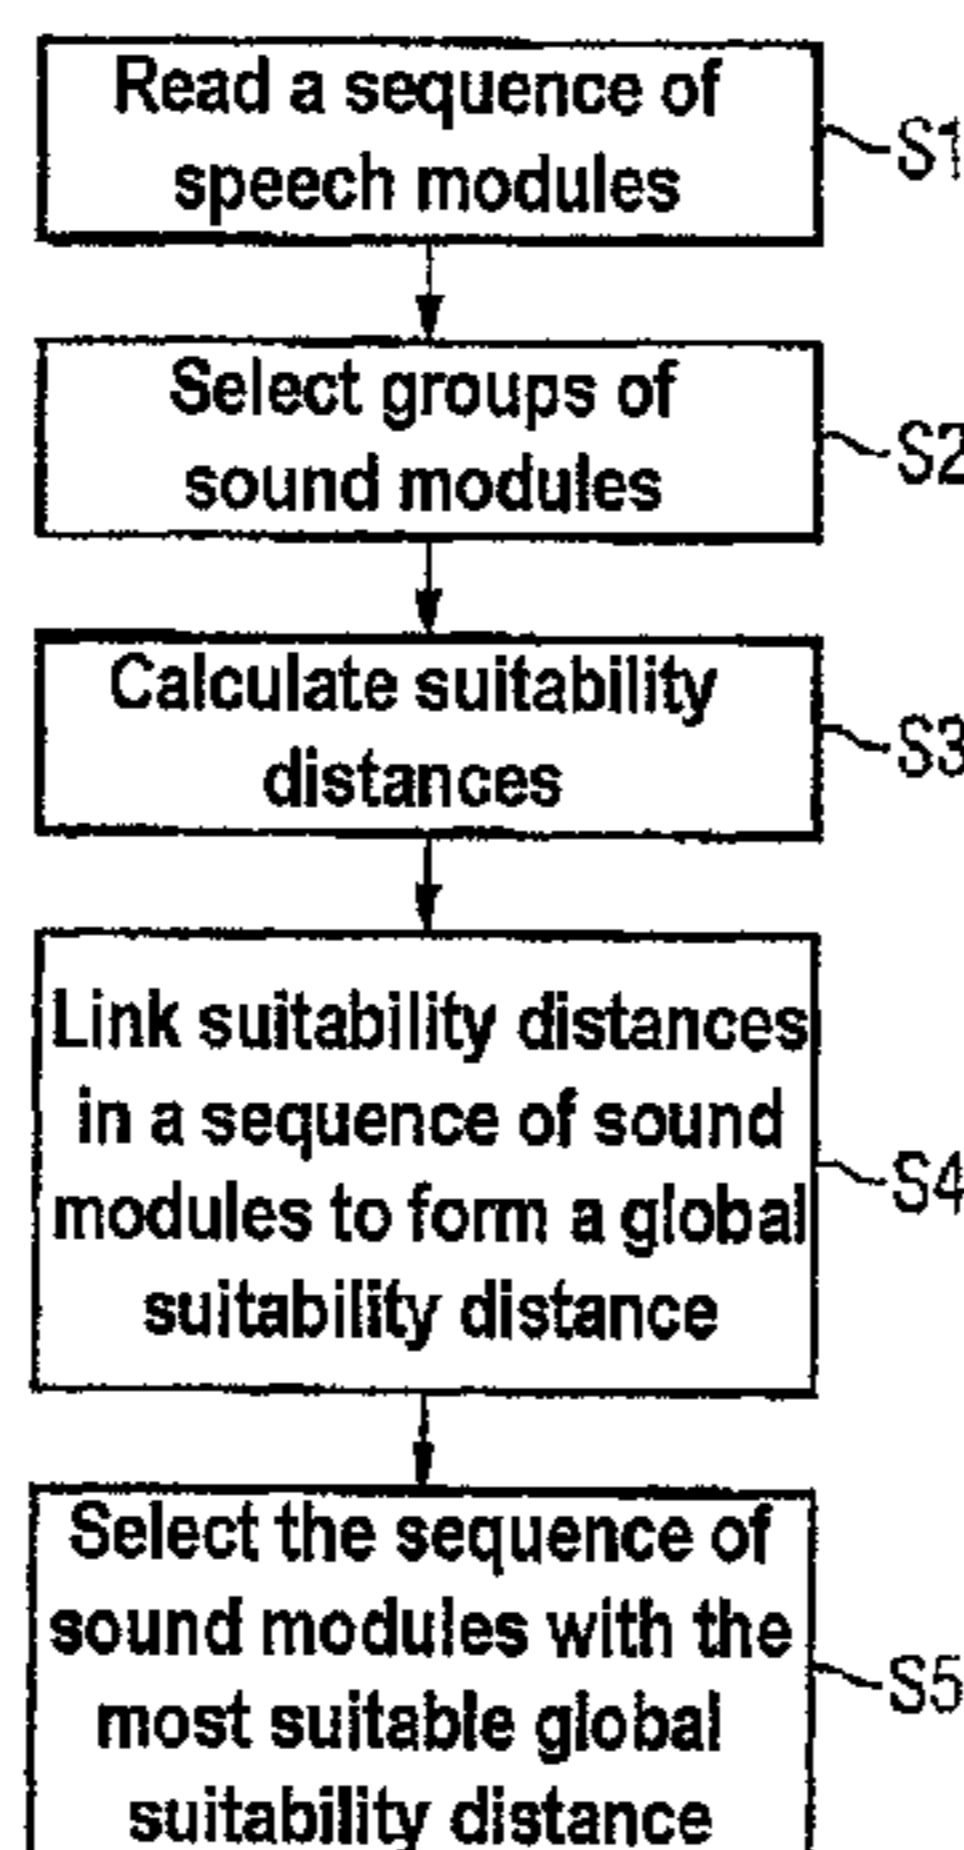 Read a sequence of
speech modules
S1
Select groups of
sound modules
S2
Calculate suitability
distances
S3
Link suitability distances
in a sequence of sound
modules to form a global
suitability distance
S4
Select the sequence of
sound modules with the
most suitable global
suitability distance
S5